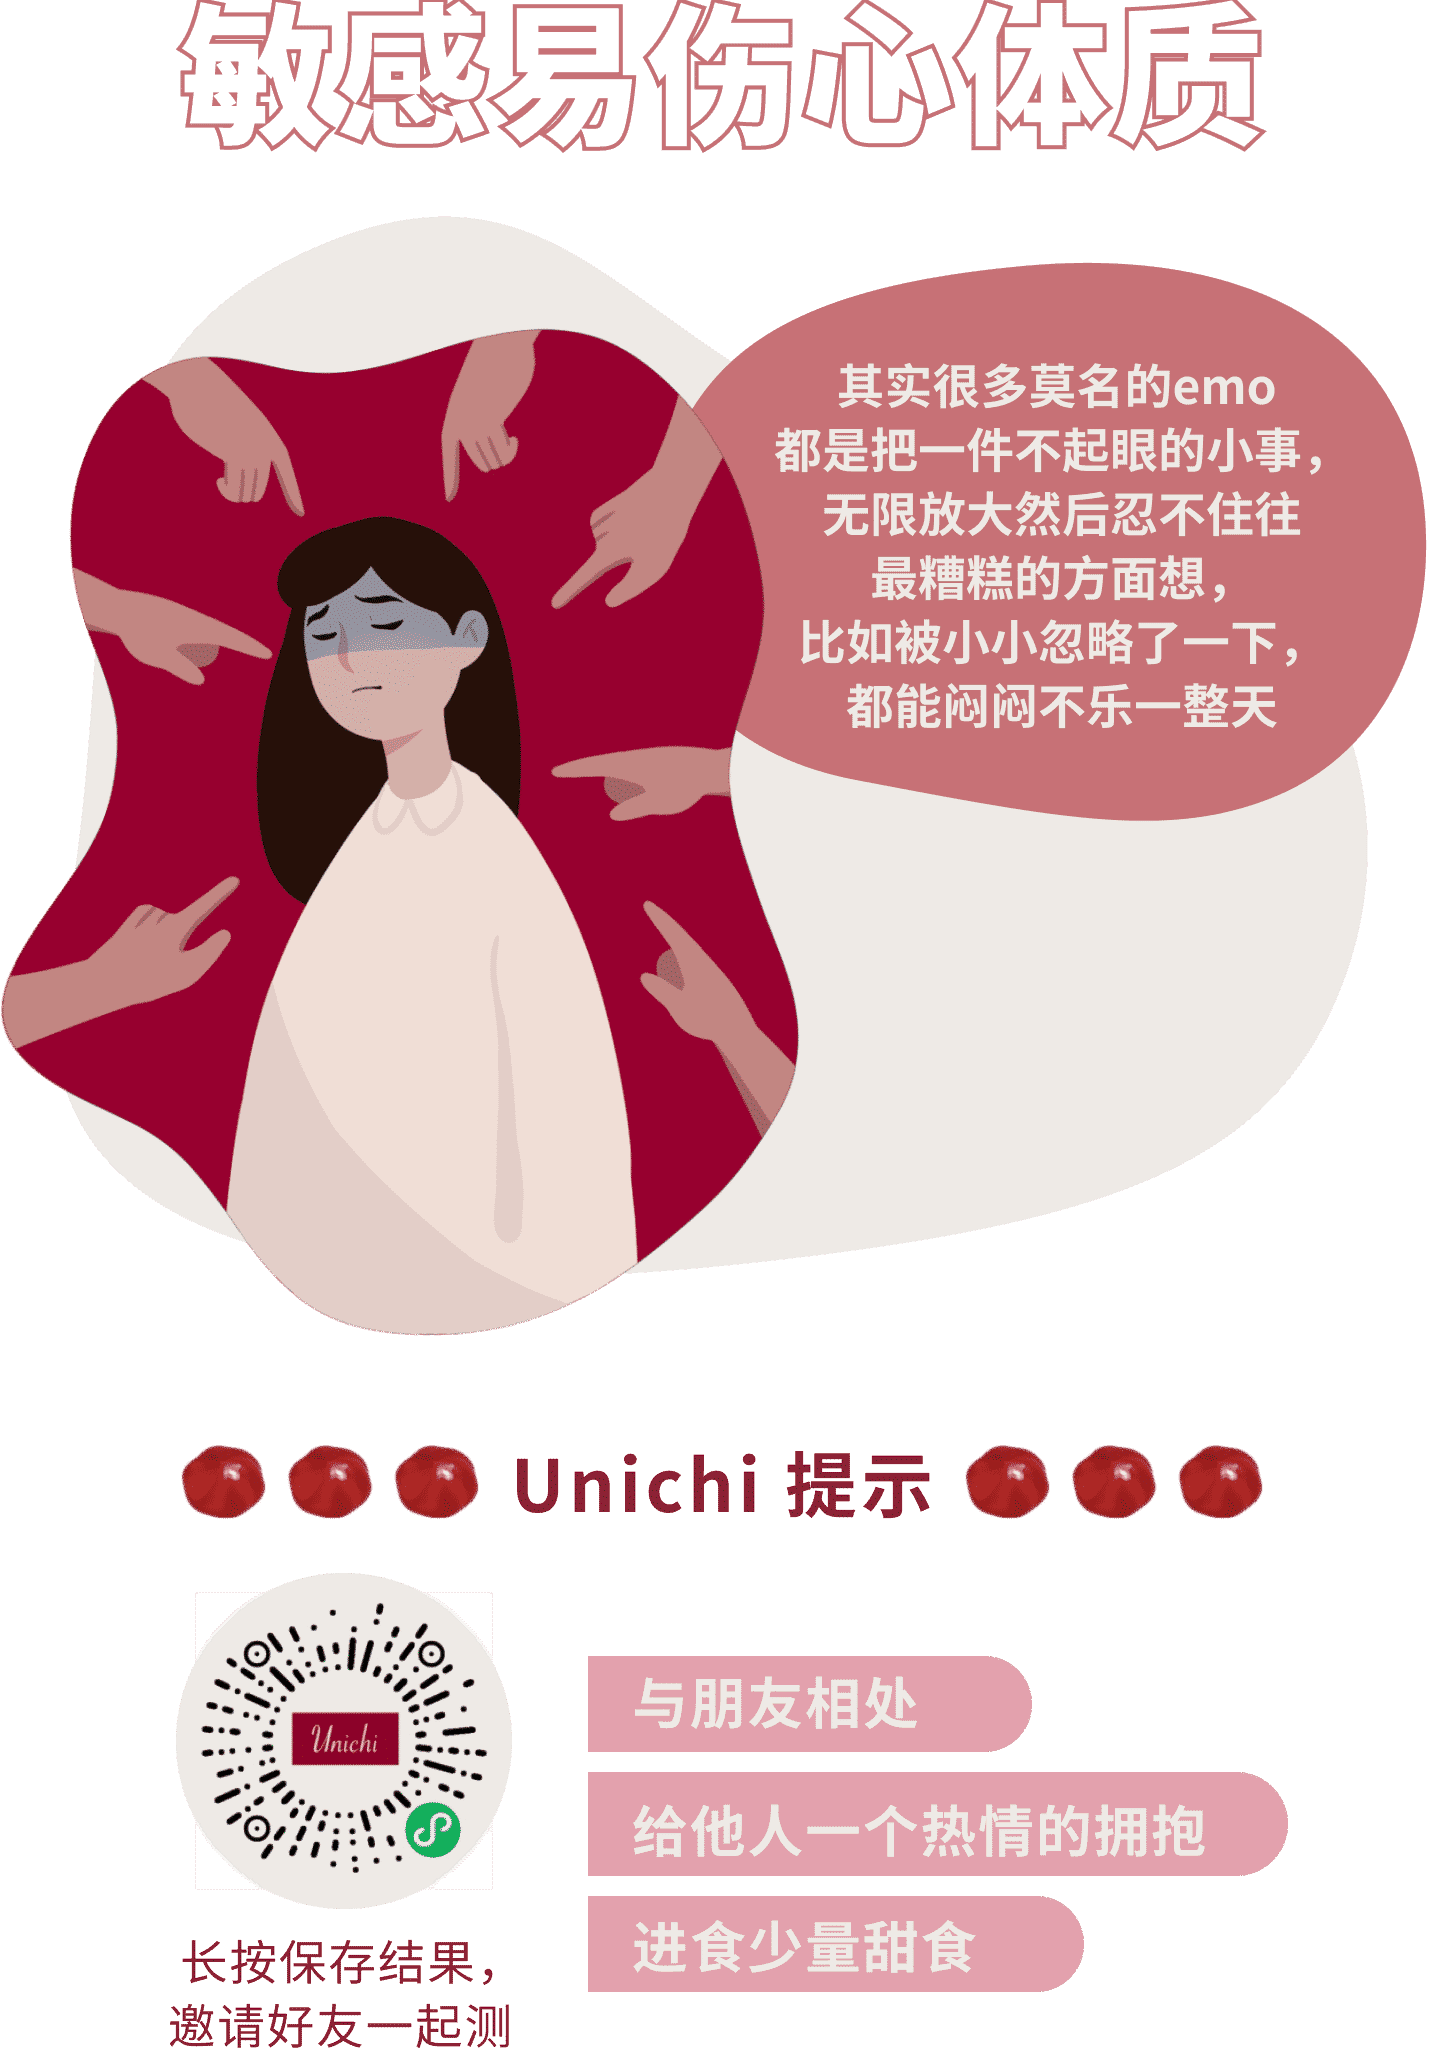 敏感易伤心体质
其实很多莫名的emo
都是把一件不起眼的小事，
无限放大然后忍不住往
最糟糕的方面想，
比如被小小忽略了一下，
都能闷闷不乐一整天
Unichi 提示
Unichi
与朋友相处
给他人一个热情的拥抱
进食少量甜食
长按保存结果，
邀请好友一起测